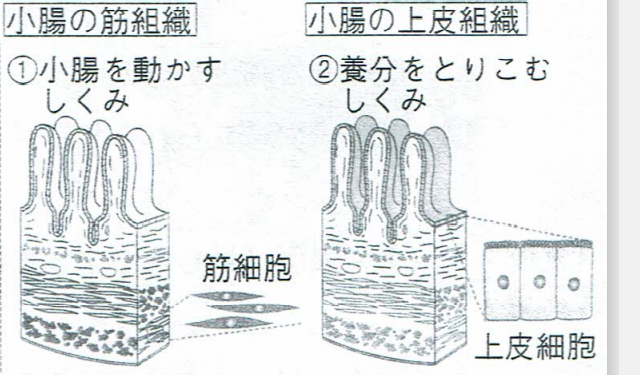 小腸の筋組織
①小腸を動かす
しくみ
筋細胞
小腸の上皮組織
②養分をとりこむ
しくみ
上皮細胞